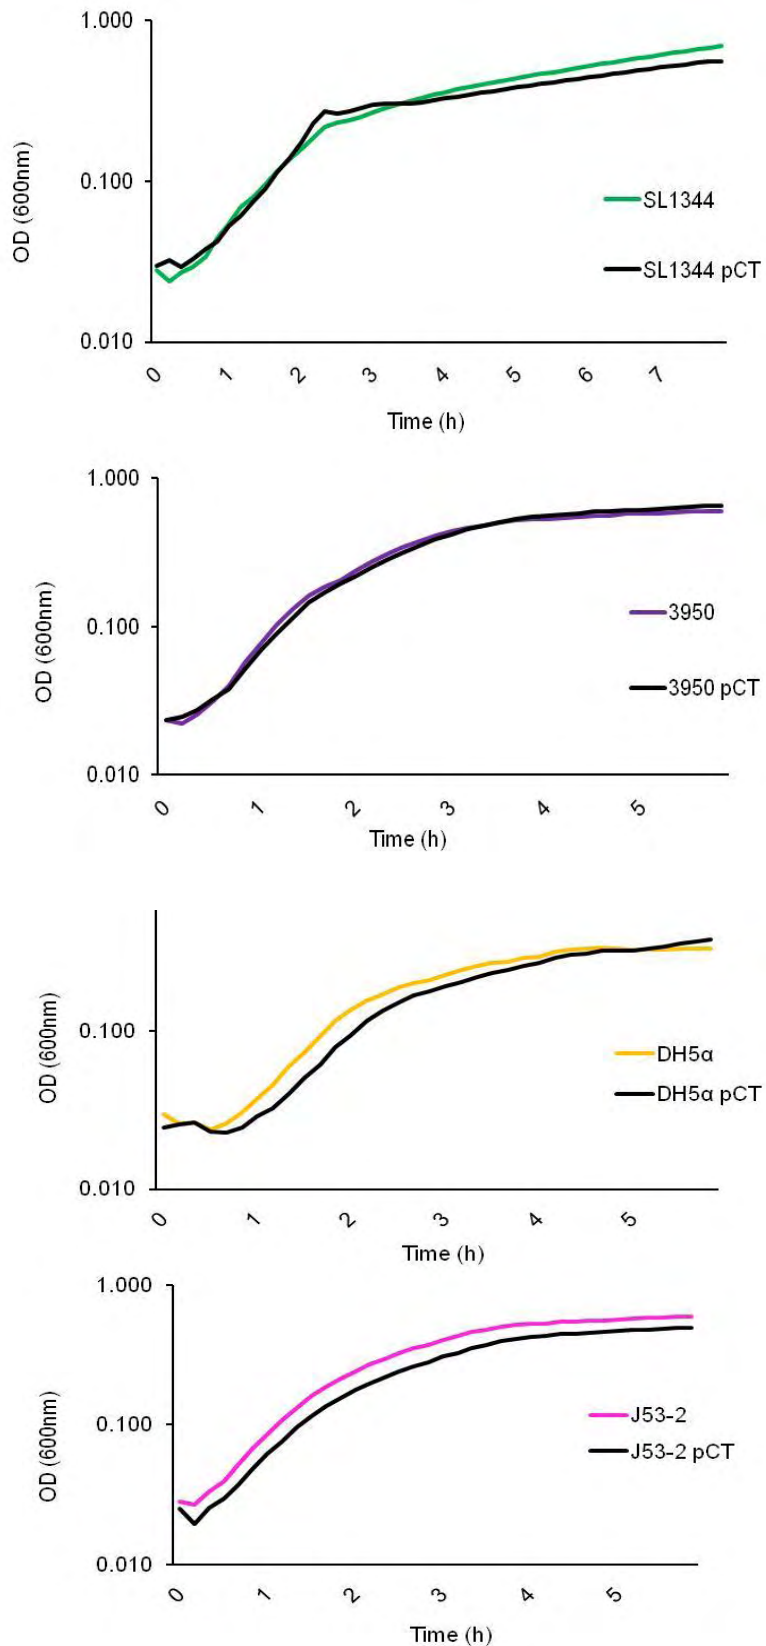 1.000
0.100
0.010
OD (600nm)
SL1344
SL1344 pCT
0 1 2 3 4 5 6 7
Time (h)
1.000
0.100
0.010
OD (600nm)
3950
3950 pCT
0 1 2 3 4 5
Time (h)
0.100
0.010
OD (600nm)
DH5α
DH5α pCT
0 1 2 3 4 5
Time (h)
1.000
0.100
0.010
OD (600nm)
J53-2
J53-2 pCT
0 1 2 3 4 5
Time (h)